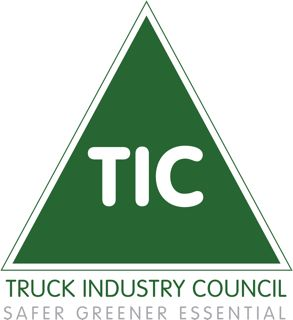 TIC
TRUCK INDUSTRY COUNCIL
SAFER GREENER ESSENTIAL